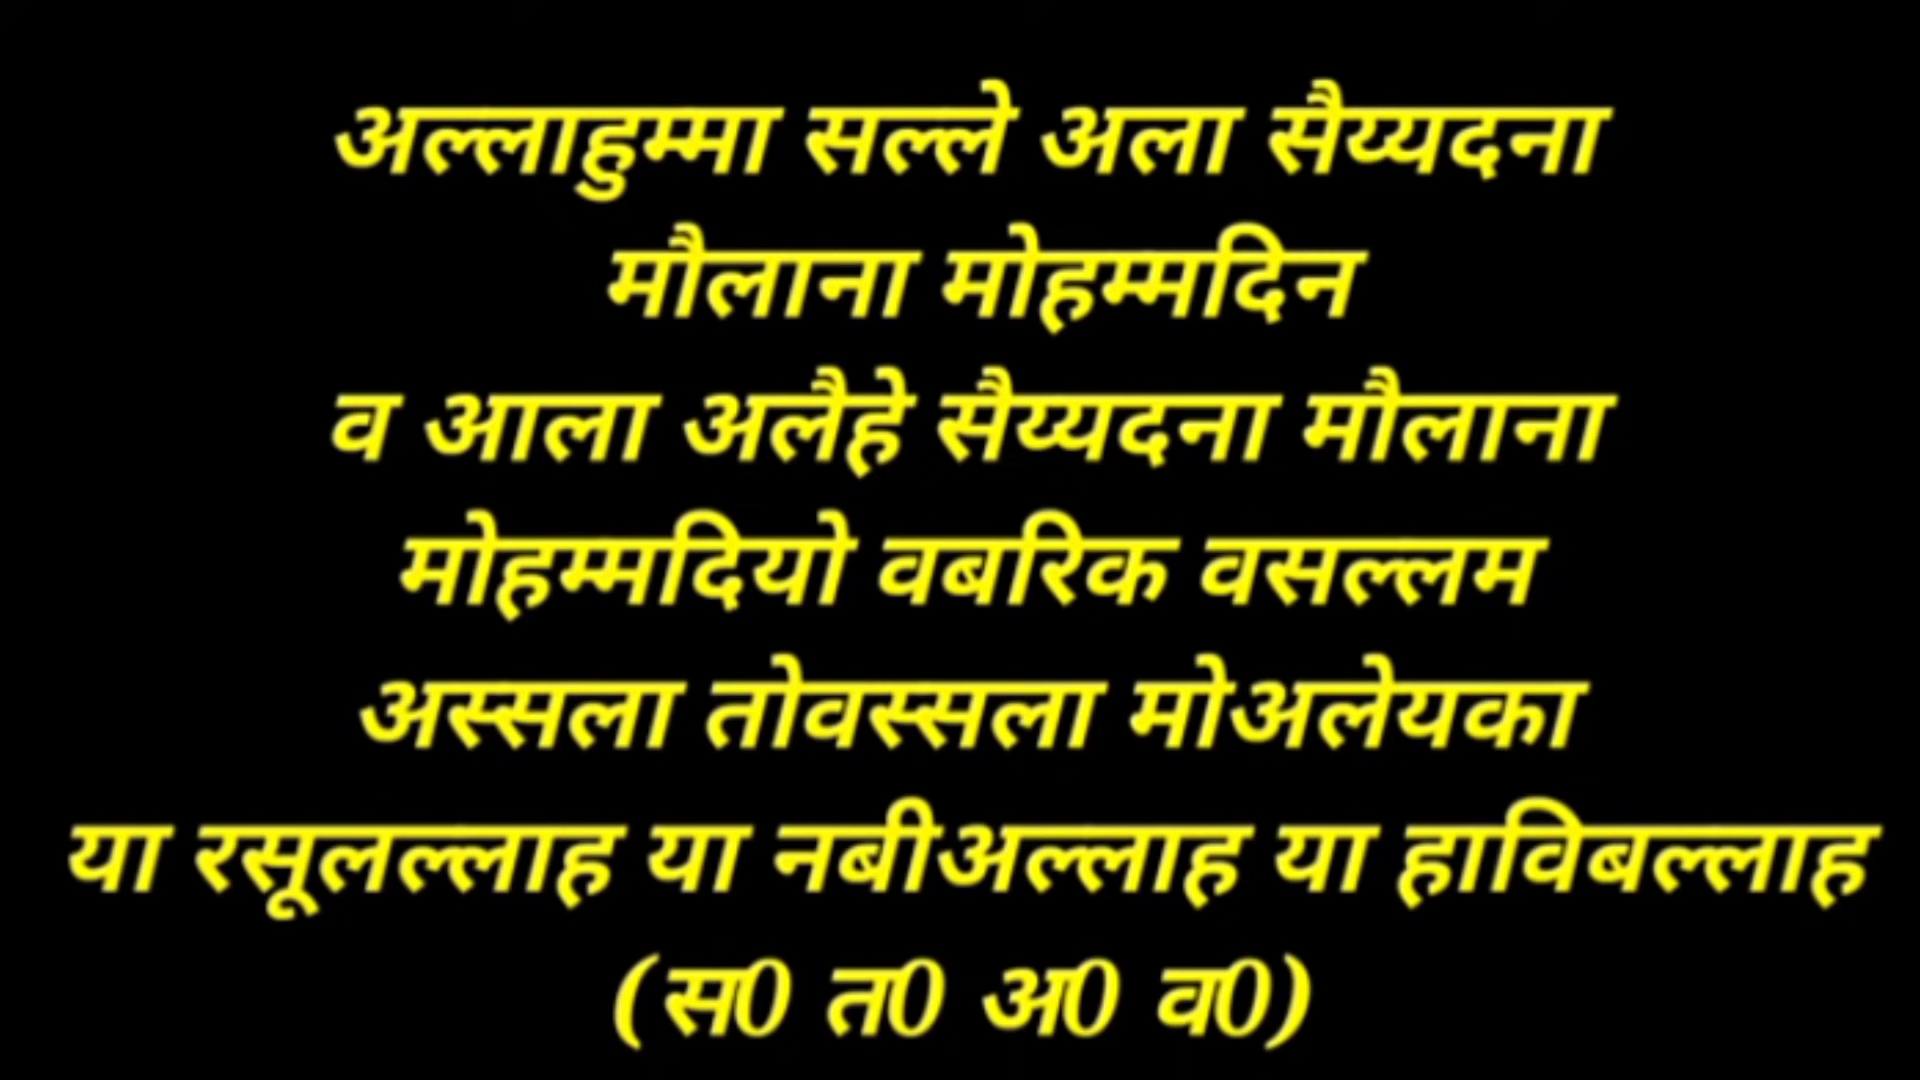 अल्लाहुम्मा सल्ले अला सैय्यदना
मौलाना मोहम्मदिन
व आला अलैहे सैय्यदना मौलाना
मोहम्मदियो वबरिक वसल्लम
अस्सला तोवस्सला मोअलेयका
या रसूलल्लाह या नबीअल्लाह या हाविबल्लाह
(स0 त0 अ0 व0)